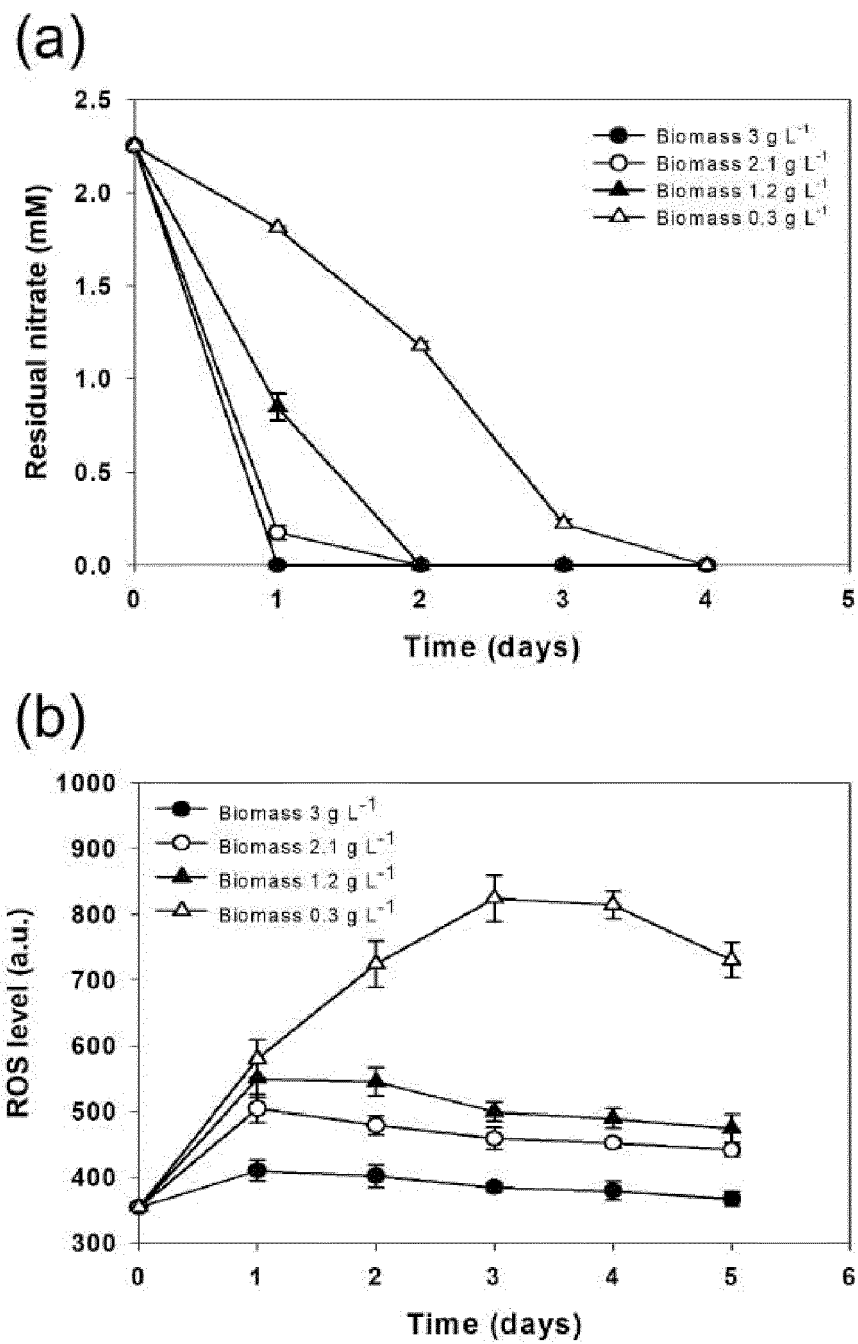 (a)
2.5
2.0
1.5
1.0
0.5
0.0
Residual nitrate (mM)
Biomass 3 g L⁻¹
Biomass 2.1 g L⁻¹
Biomass 1.2 g L⁻¹
Biomass 0.3 g L⁻¹
0 1 2 3 4 5
Time (days)
(b)
1000
900
800
700
600
500
400
300
ROS level (a.u.)
Biomass 3 g L⁻¹
Biomass 2.1 g L⁻¹
Biomass 1.2 g L⁻¹
Biomass 0.3 g L⁻¹
0 1 2 3 4 5 6
Time (days)